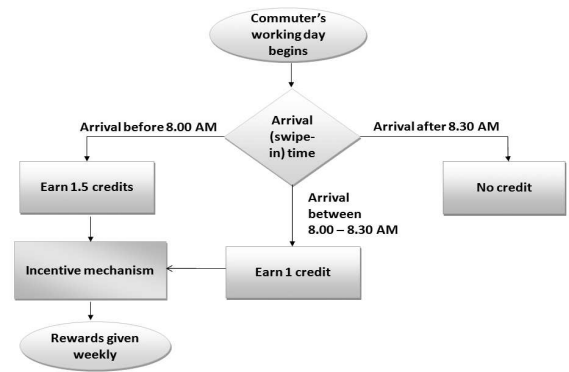 Commuter's
working day
begins
Arrival before 8.00 AM
Arrival
(swipe-
in) time
Arrival after 8.30 AM
Earn 1.5 credits
Arrival
between
8.00 – 8.30 AM
No credit
Incentive mechanism
Earn 1 credit
Rewards given
weekly